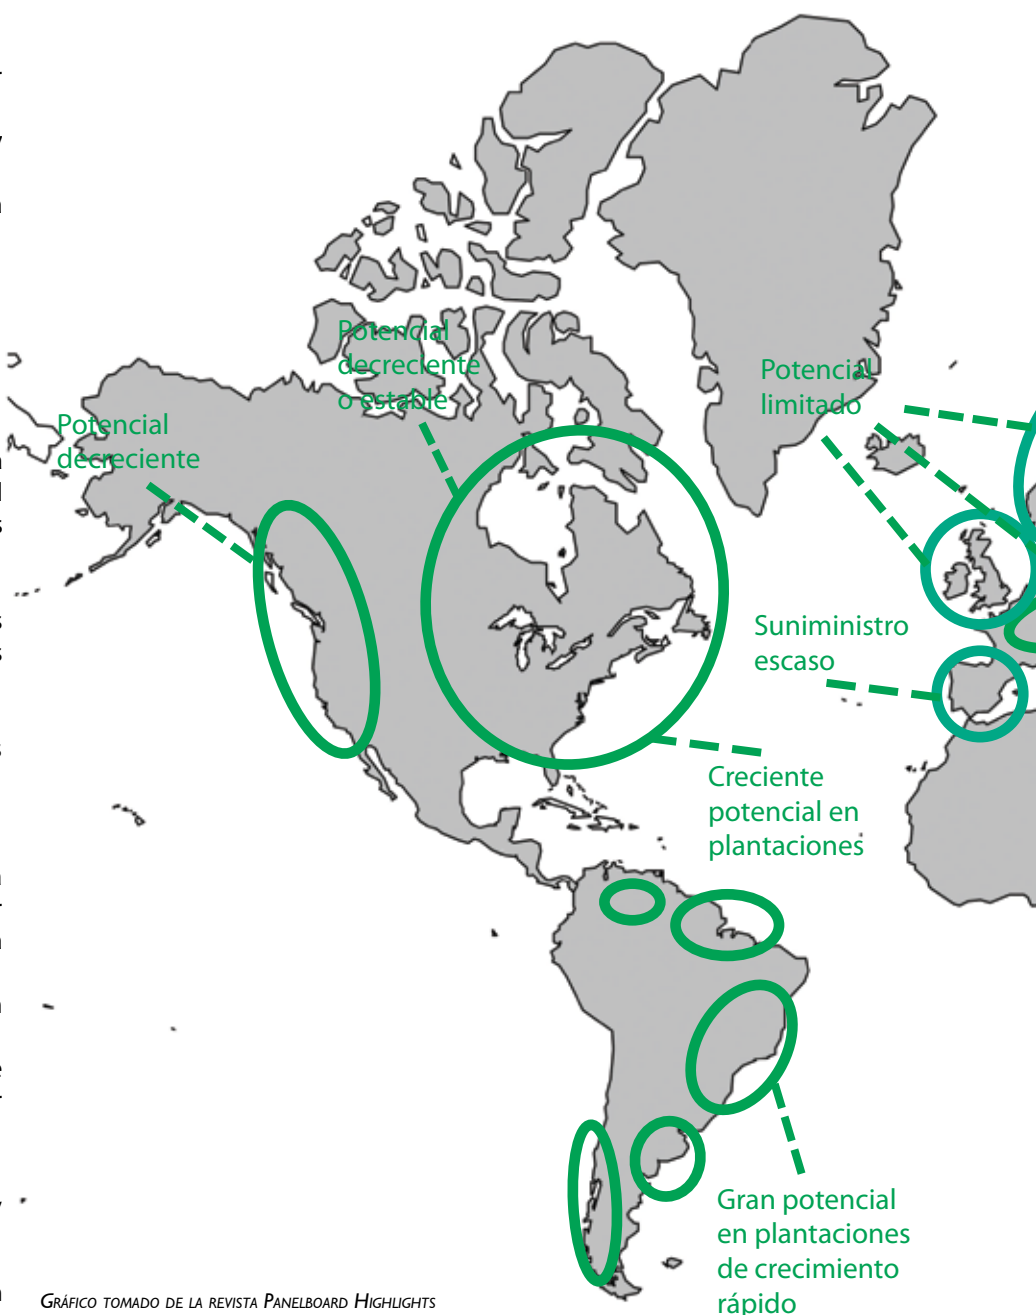 Potencial
decreciente
o estable
Potencial
limitado
Potencial
decreciente
Suniministro
escaso
Creciente
potencial en
plantaciones
Gran potencial
en plantaciones
de crecimiento
rápido
GRÁFICO TOMADO DE LA REVISTA PANELBOARD HIGHLIGHTS